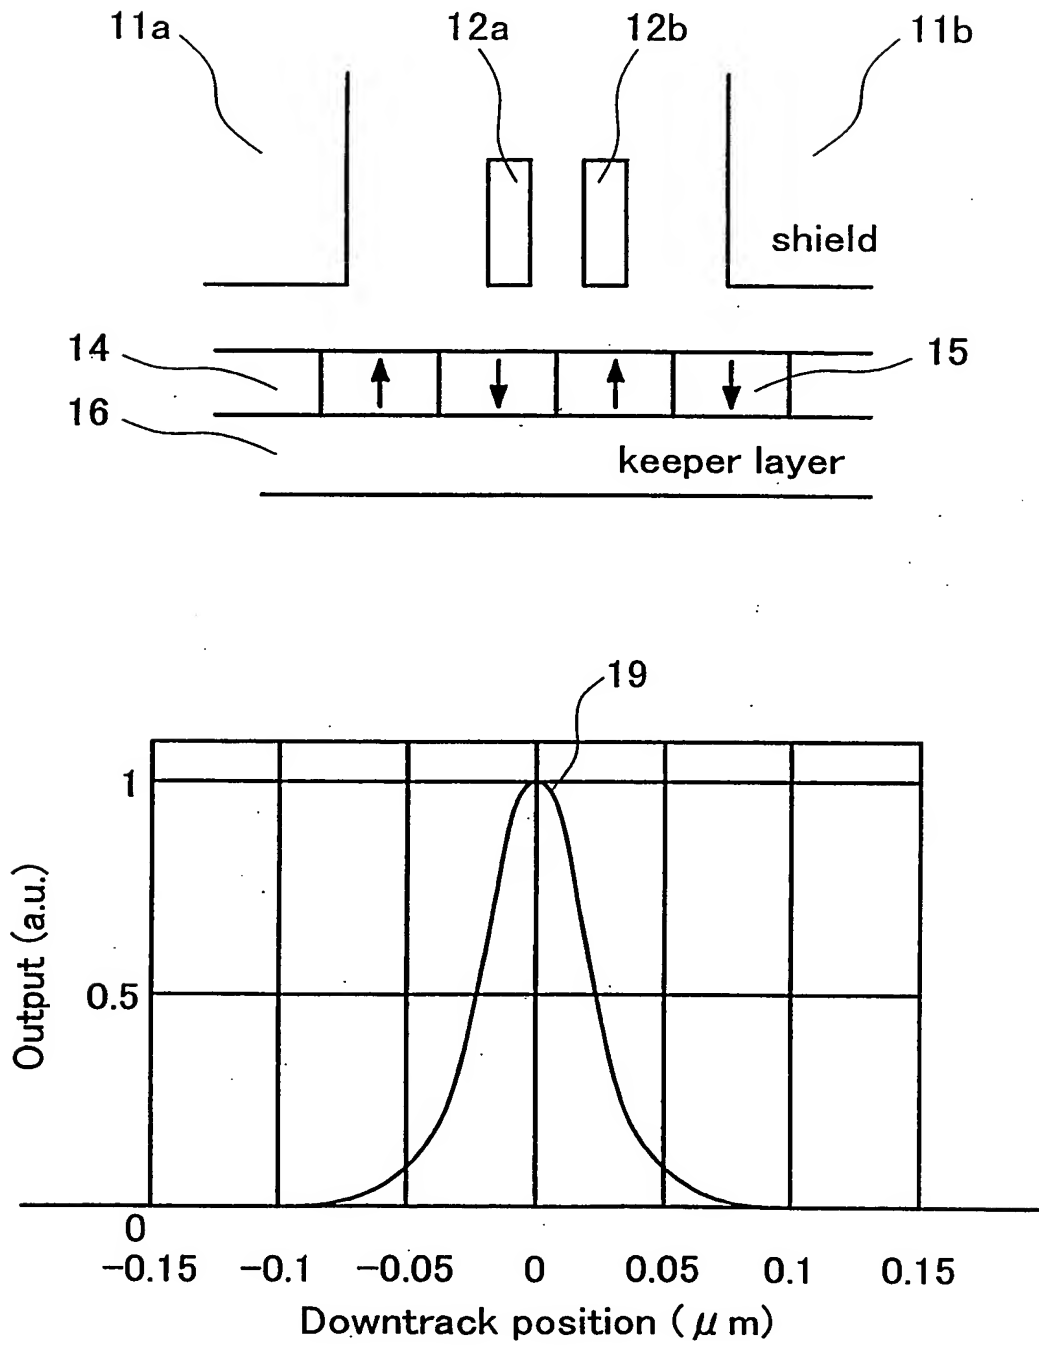 11a
12a
12b
11b
shield
14
15
16
keeper layer
19
1
0.5
0
Output (a.u.)
−0.15 −0.1 −0.05 0 0.05 0.1 0.15
Downtrack position (μm)